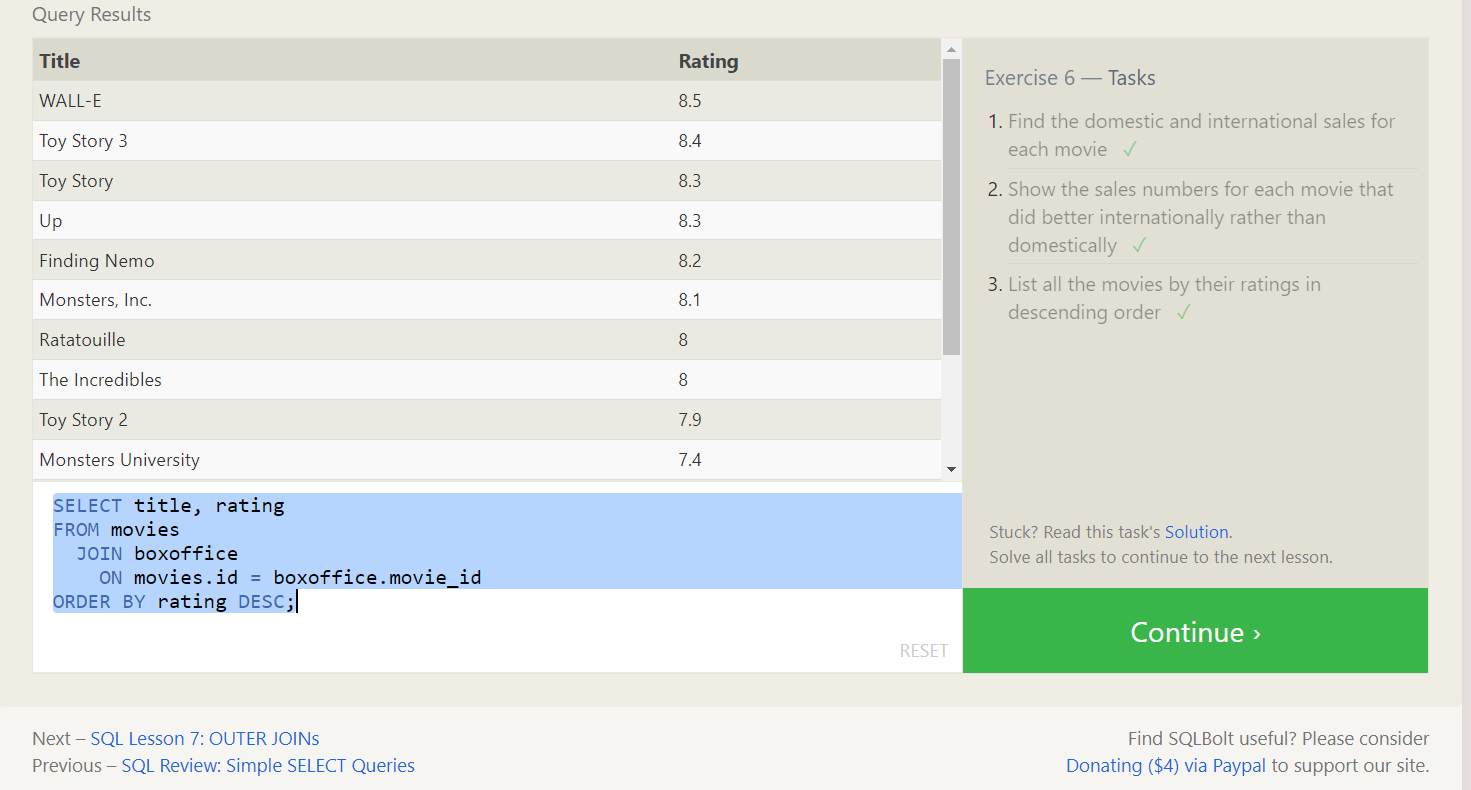 Query Results
Title Rating
WALL-E 8.5
Toy Story 3 8.4
Toy Story 8.3
Up 8.3
Finding Nemo 8.2
Monsters, Inc. 8.1
Ratatouille 8
The Incredibles 8
Toy Story 2 7.9
Monsters University 7.4
SELECT title, rating
FROM movies
  JOIN boxoffice
    ON movies.id = boxoffice.movie_id
ORDER BY rating DESC;
RESET
Exercise 6 — Tasks
1. Find the domestic and international sales for
each movie ✓
2. Show the sales numbers for each movie that
did better internationally rather than
domestically ✓
3. List all the movies by their ratings in
descending order ✓
Stuck? Read this task's Solution.
Solve all tasks to continue to the next lesson.
Continue ›
Next – SQL Lesson 7: OUTER JOINs
Previous – SQL Review: Simple SELECT Queries
Find SQLBolt useful? Please consider
Donating ($4) via Paypal to support our site.